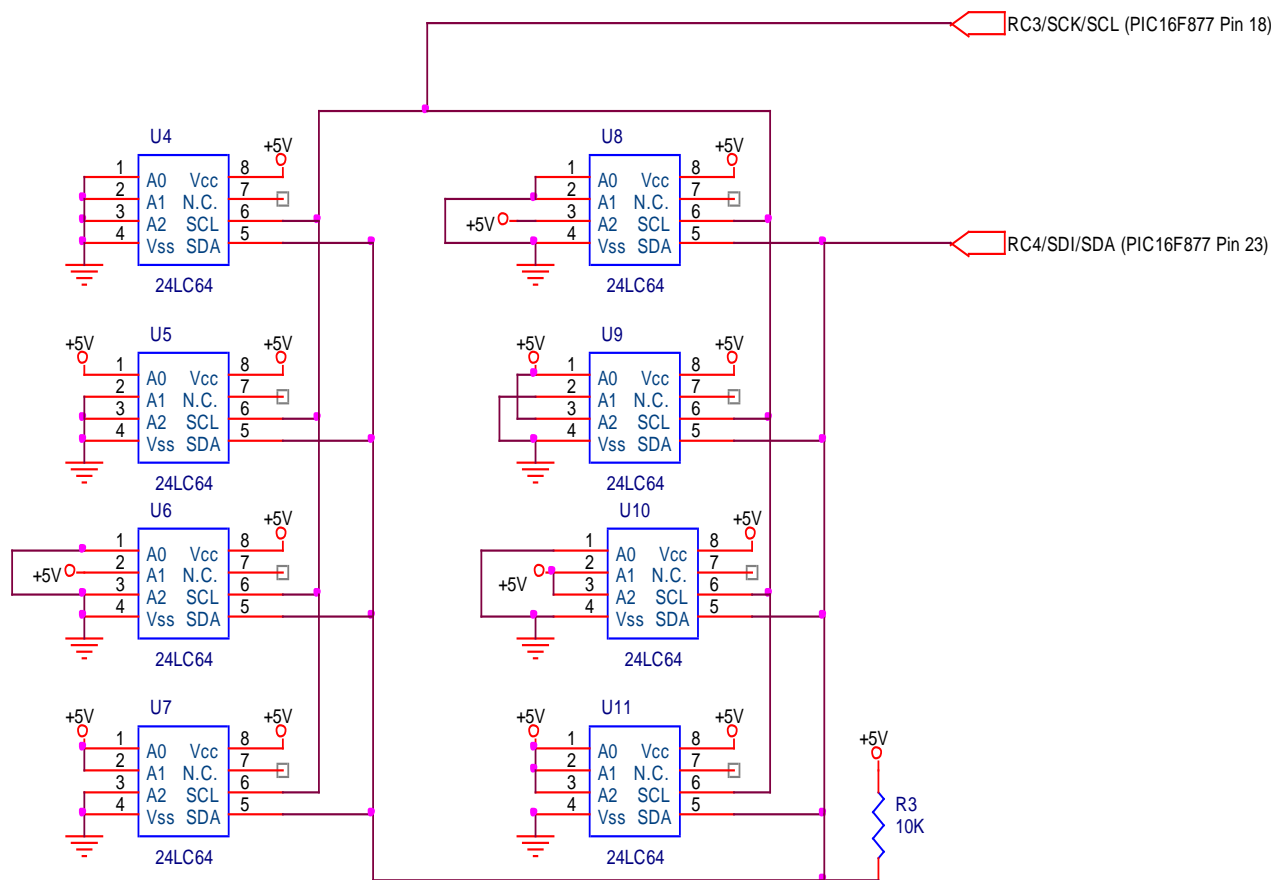 RC3/SCK/SCL (PIC16F877 Pin 18)
U4
+5V
1 A0 Vcc 8
2 A1 N.C. 7
3 A2 SCL 6
4 Vss SDA 5
24LC64
U8
+5V
1 A0 Vcc 8
2 A1 N.C. 7
+5V 3 A2 SCL 6
4 Vss SDA 5
24LC64
RC4/SDI/SDA (PIC16F877 Pin 23)
U5
+5V +5V
1 A0 Vcc 8
2 A1 N.C. 7
3 A2 SCL 6
4 Vss SDA 5
24LC64
U9
+5V +5V
1 A0 Vcc 8
2 A1 N.C. 7
3 A2 SCL 6
4 Vss SDA 5
24LC64
U6
+5V
1 A0 Vcc 8
+5V 2 A1 N.C. 7
3 A2 SCL 6
4 Vss SDA 5
24LC64
U10
+5V
1 A0 Vcc 8
+5V 2 A1 N.C. 7
3 A2 SCL 6
4 Vss SDA 5
24LC64
U7
+5V +5V
1 A0 Vcc 8
2 A1 N.C. 7
3 A2 SCL 6
4 Vss SDA 5
24LC64
U11
+5V +5V
1 A0 Vcc 8
2 A1 N.C. 7
3 A2 SCL 6
4 Vss SDA 5
24LC64
+5V
R3
10K